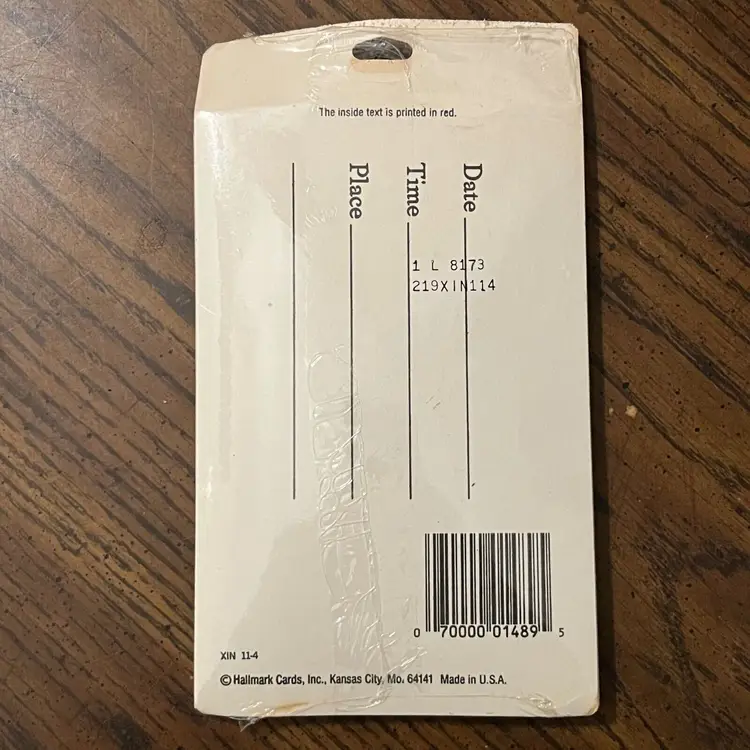 The inside text is printed in red.
Date
Time
Place
1 L 8173
219XIN114
0 70000 01489 5
XIN 11-4
© Hallmark Cards, Inc., Kansas City, Mo. 64141 Made in U.S.A.